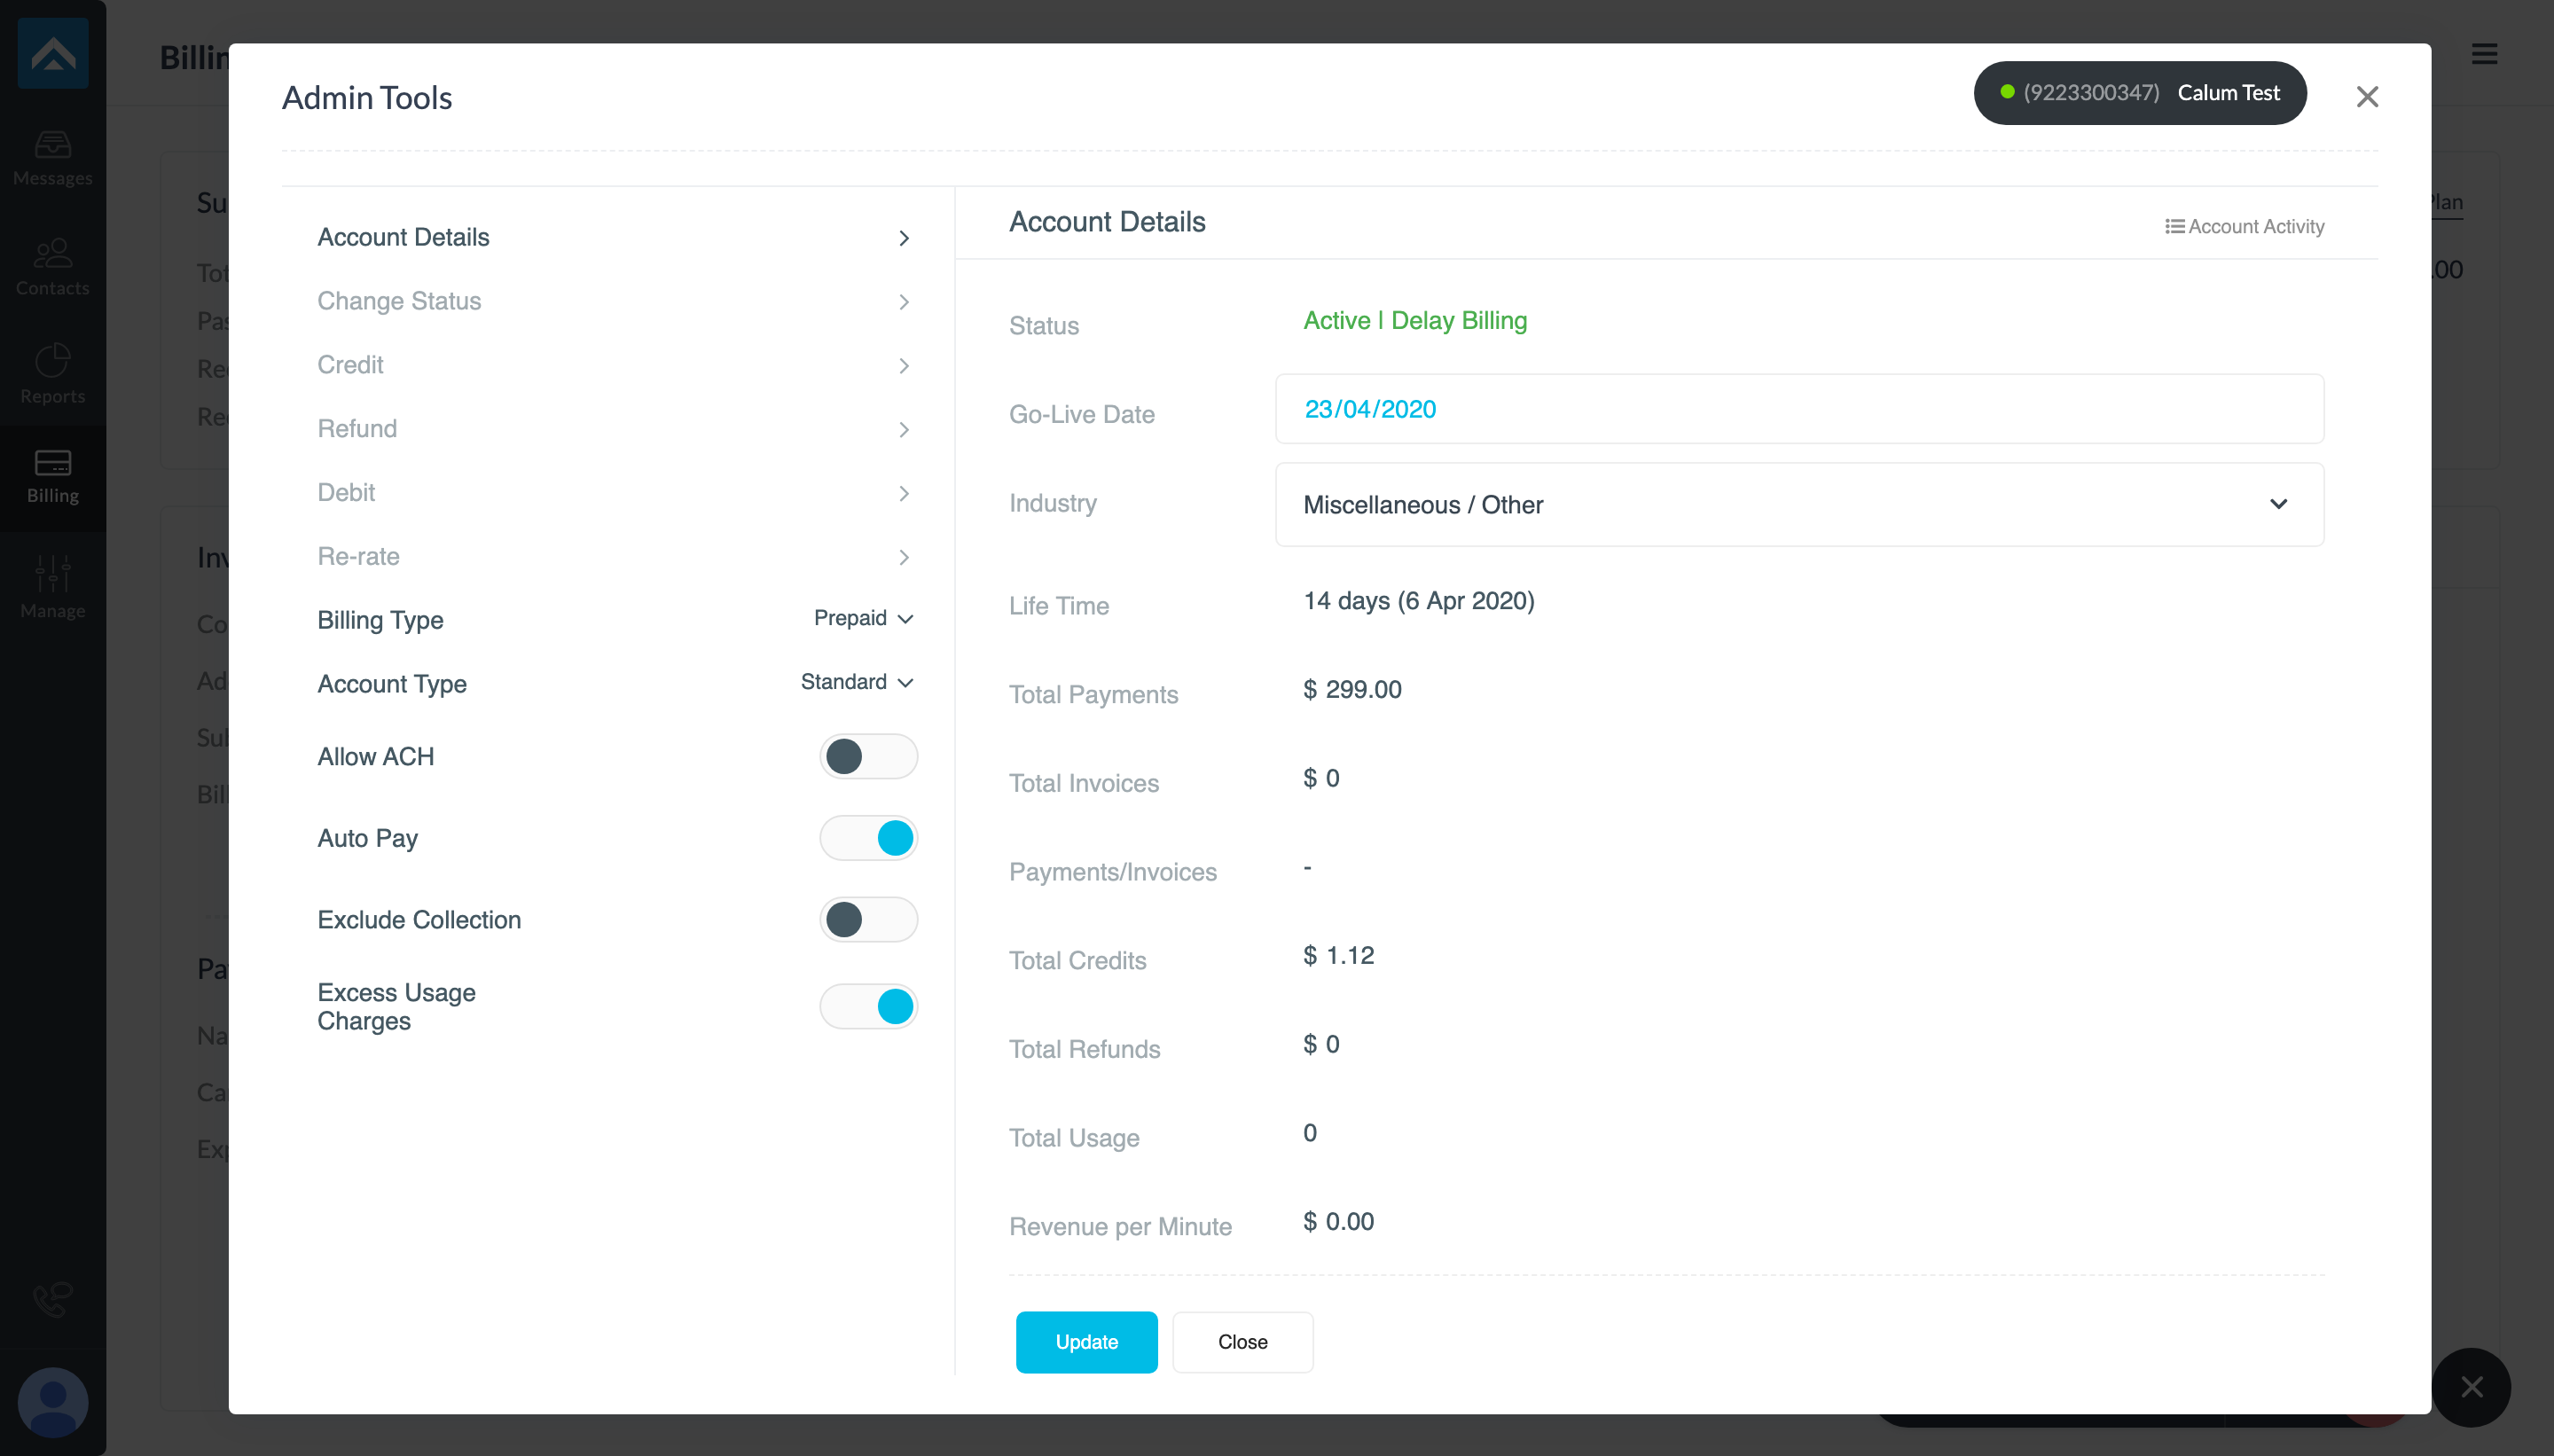 Billin
Admin Tools
(9223300347) Calum Test
Messages
Contacts
Reports
Billing
Manage
Su
Tot
Pas
Re
Re
Inv
Co
Ad
Sub
Bill
Pa
Na
Ca
Exp
Plan
.00
Account Details
Change Status
Credit
Refund
Debit
Re-rate
Billing Type Prepaid
Account Type Standard
Allow ACH
Auto Pay
Exclude Collection
Excess Usage
Charges
Account Details
Account Activity
Status Active | Delay Billing
Go-Live Date 23/04/2020
Industry Miscellaneous / Other
Life Time 14 days (6 Apr 2020)
Total Payments $ 299.00
Total Invoices $ 0
Payments/Invoices -
Total Credits $ 1.12
Total Refunds $ 0
Total Usage 0
Revenue per Minute $ 0.00
Update Close